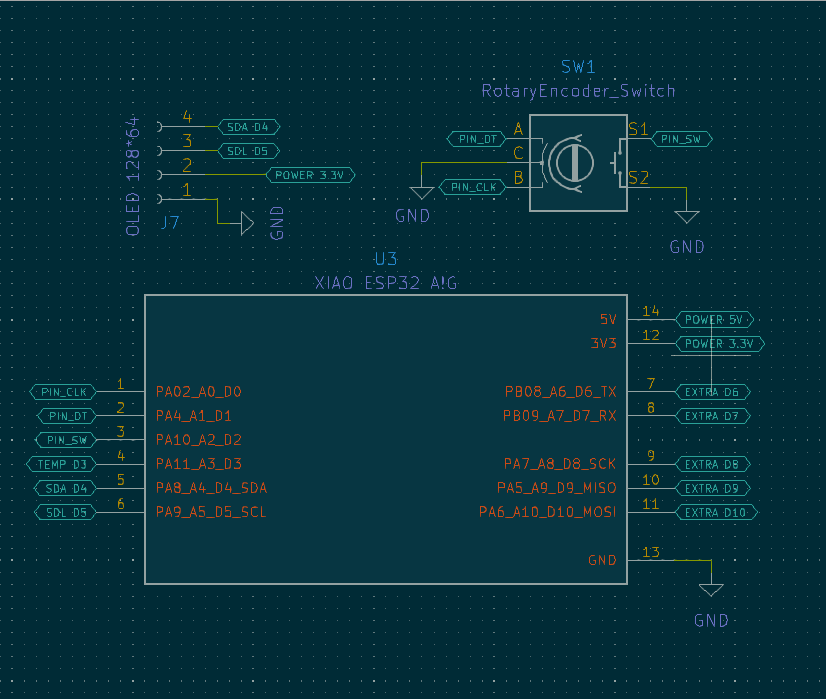 SW1
RotaryEncoder_Switch
OLED 128*64
4 SDA D4
3 SDL D5
2 POWER 3.3V
1
J7
GND
PIN_DT A
C
PIN_CLK B
S1 PIN_SW
S2
GND
GND
U3
XIAO ESP32 A!G
5V 14 POWER 5V
3V3 12 POWER 3.3V
PIN_CLK 1 PA02_A0_D0
PB08_A6_D6_TX 7 EXTRA D6
PIN_DT 2 PA4_A1_D1
PB09_A7_D7_RX 8 EXTRA D7
PIN_SW 3 PA10_A2_D2
TEMP D3 4 PA11_A3_D3
PA7_A8_D8_SCK 9 EXTRA D8
SDA D4 5 PA8_A4_D4_SDA
PA5_A9_D9_MISO 10 EXTRA D9
SDL D5 6 PA9_A5_D5_SCL
PA6_A10_D10_MOSI 11 EXTRA D10
GND 13
GND